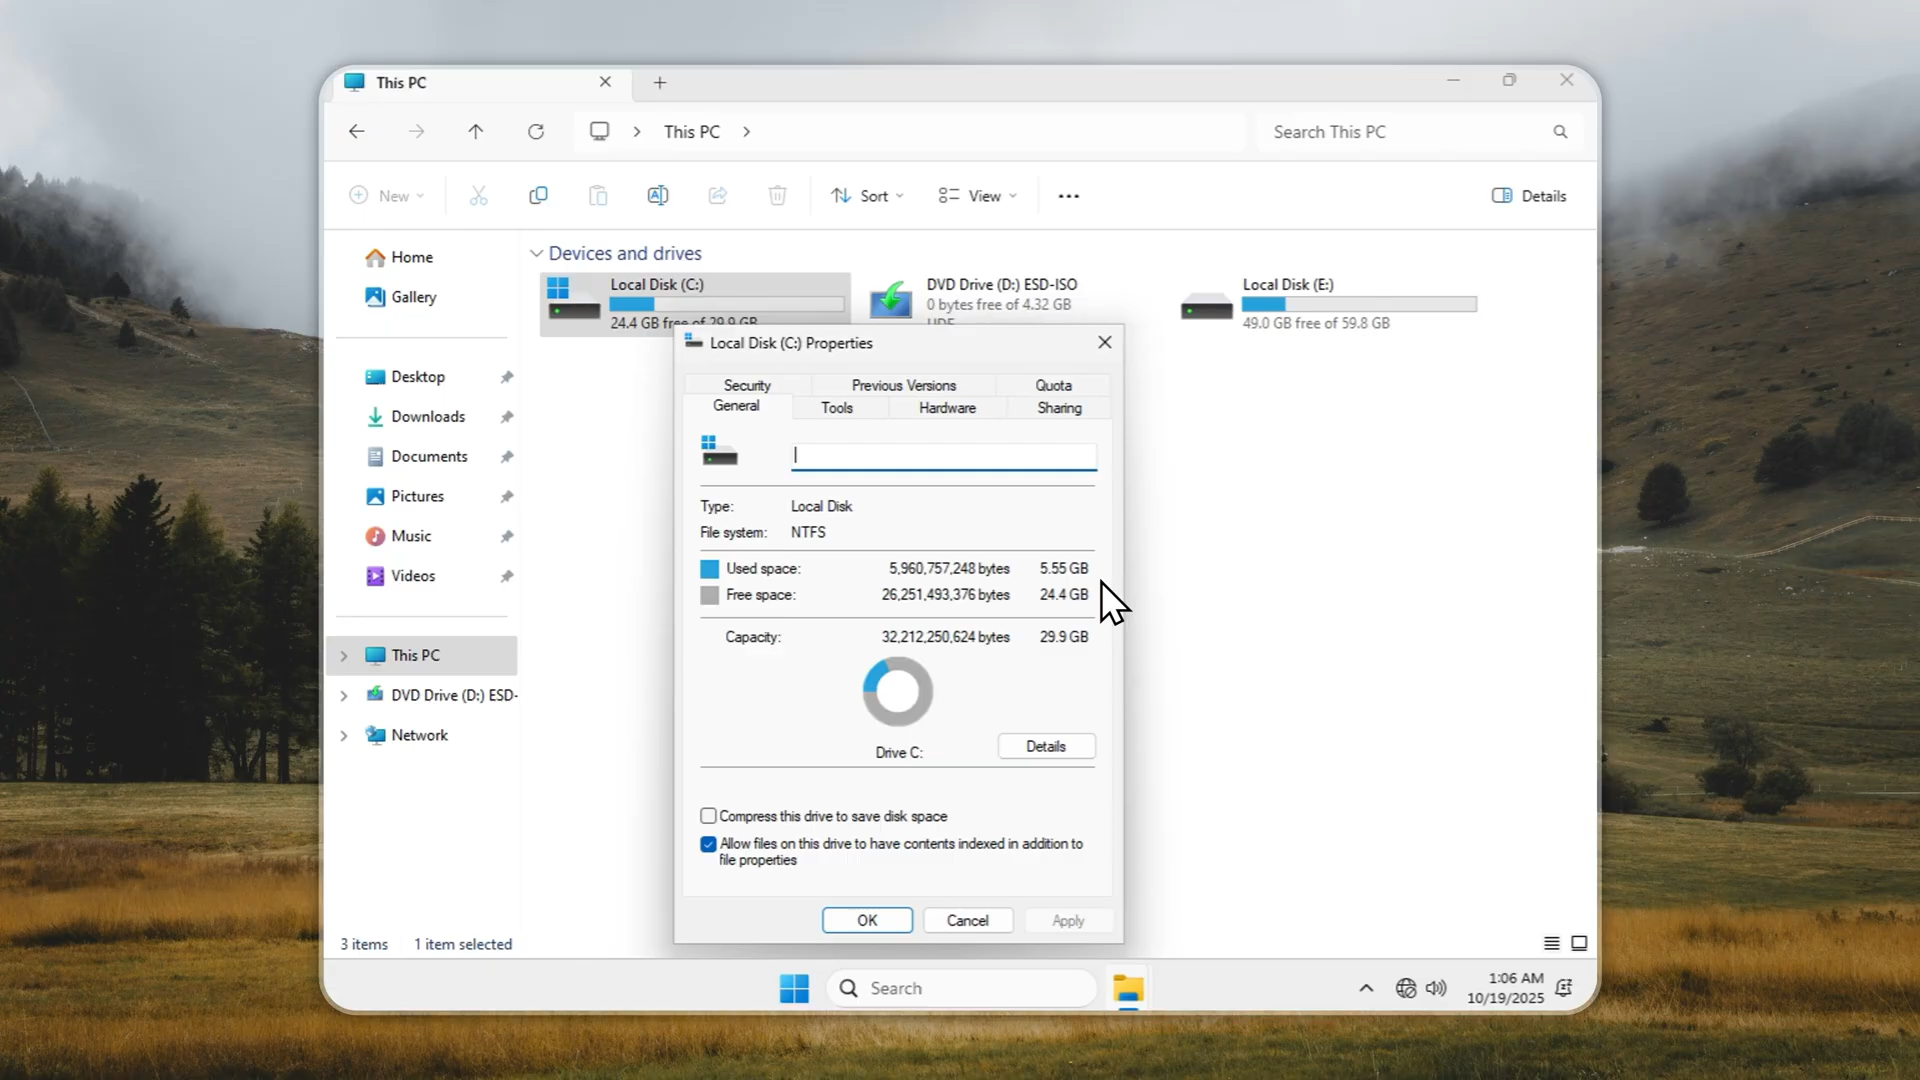 This PC
This PC
Search This PC
New
Sort
View
Details
Home
Gallery
Desktop
Downloads
Documents
Pictures
Music
Videos
This PC
DVD Drive (D:) ESD-
Network
Devices and drives
Local Disk (C:)
24.4 GB free of 29.9 GB
DVD Drive (D:) ESD-ISO
0 bytes free of 4.32 GB
UDF
Local Disk (E:)
49.0 GB free of 59.8 GB
Local Disk (C:) Properties
Security
Previous Versions
Quota
General
Tools
Hardware
Sharing
Type: Local Disk
File system: NTFS
Used space: 5,960,757,248 bytes 5.55 GB
Free space: 26,251,493,376 bytes 24.4 GB
Capacity: 32,212,250,624 bytes 29.9 GB
Drive C:
Details
Compress this drive to save disk space
Allow files on this drive to have contents indexed in addition to
file properties
OK
Cancel
Apply
3 items
1 item selected
Search
1:06 AM
10/19/2025